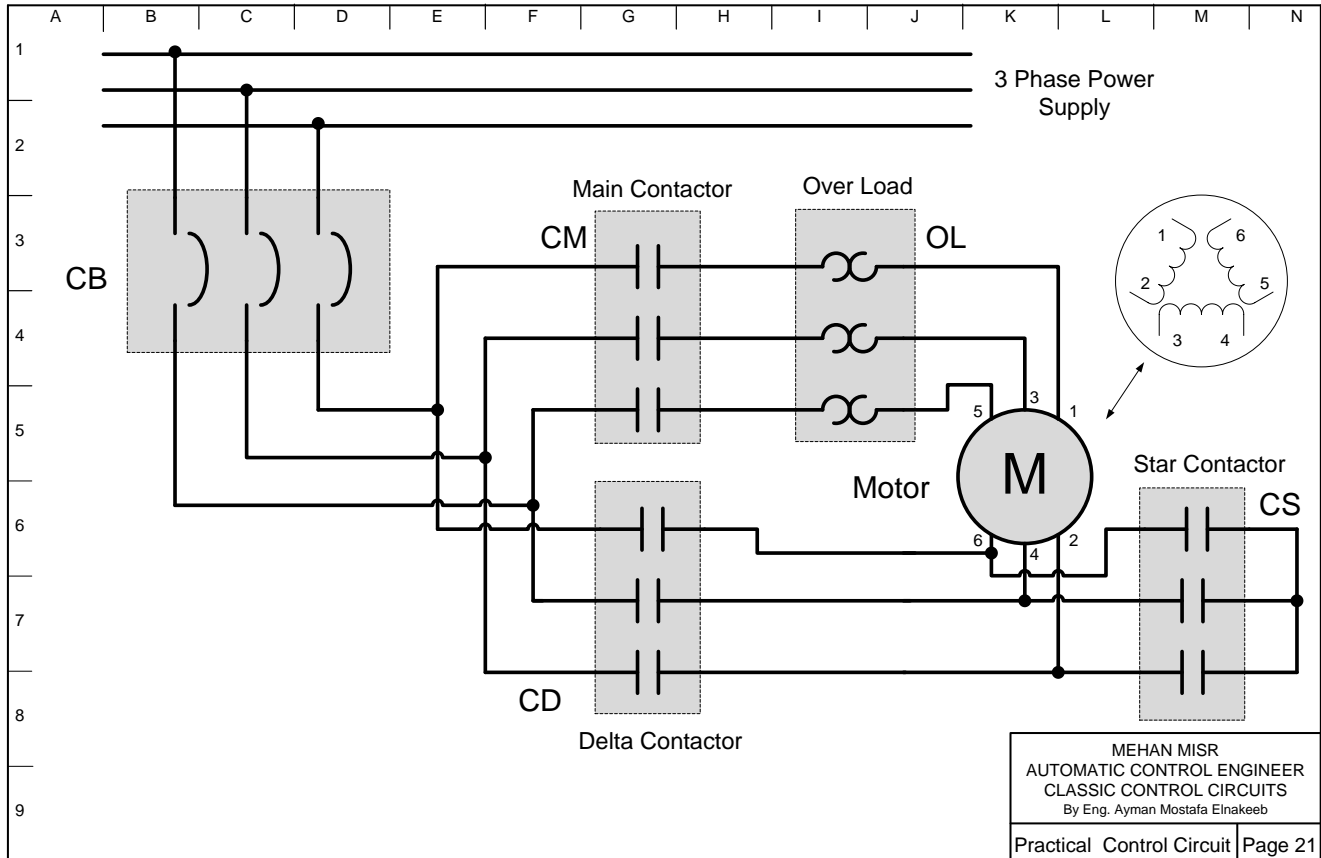 A B C D E F G H I J K L M N
1
3 Phase Power
Supply
2
Main Contactor
Over Load
3
CM
OL
CB
1
6
2
5
4
3
4
5
5
3
1
M
Motor
Star Contactor
6
CS
6
4
2
7
CD
8
Delta Contactor
9
MEHAN MISR
AUTOMATIC CONTROL ENGINEER
CLASSIC CONTROL CIRCUITS
By Eng. Ayman Mostafa Elnakeeb
Practical Control Circuit
Page 21